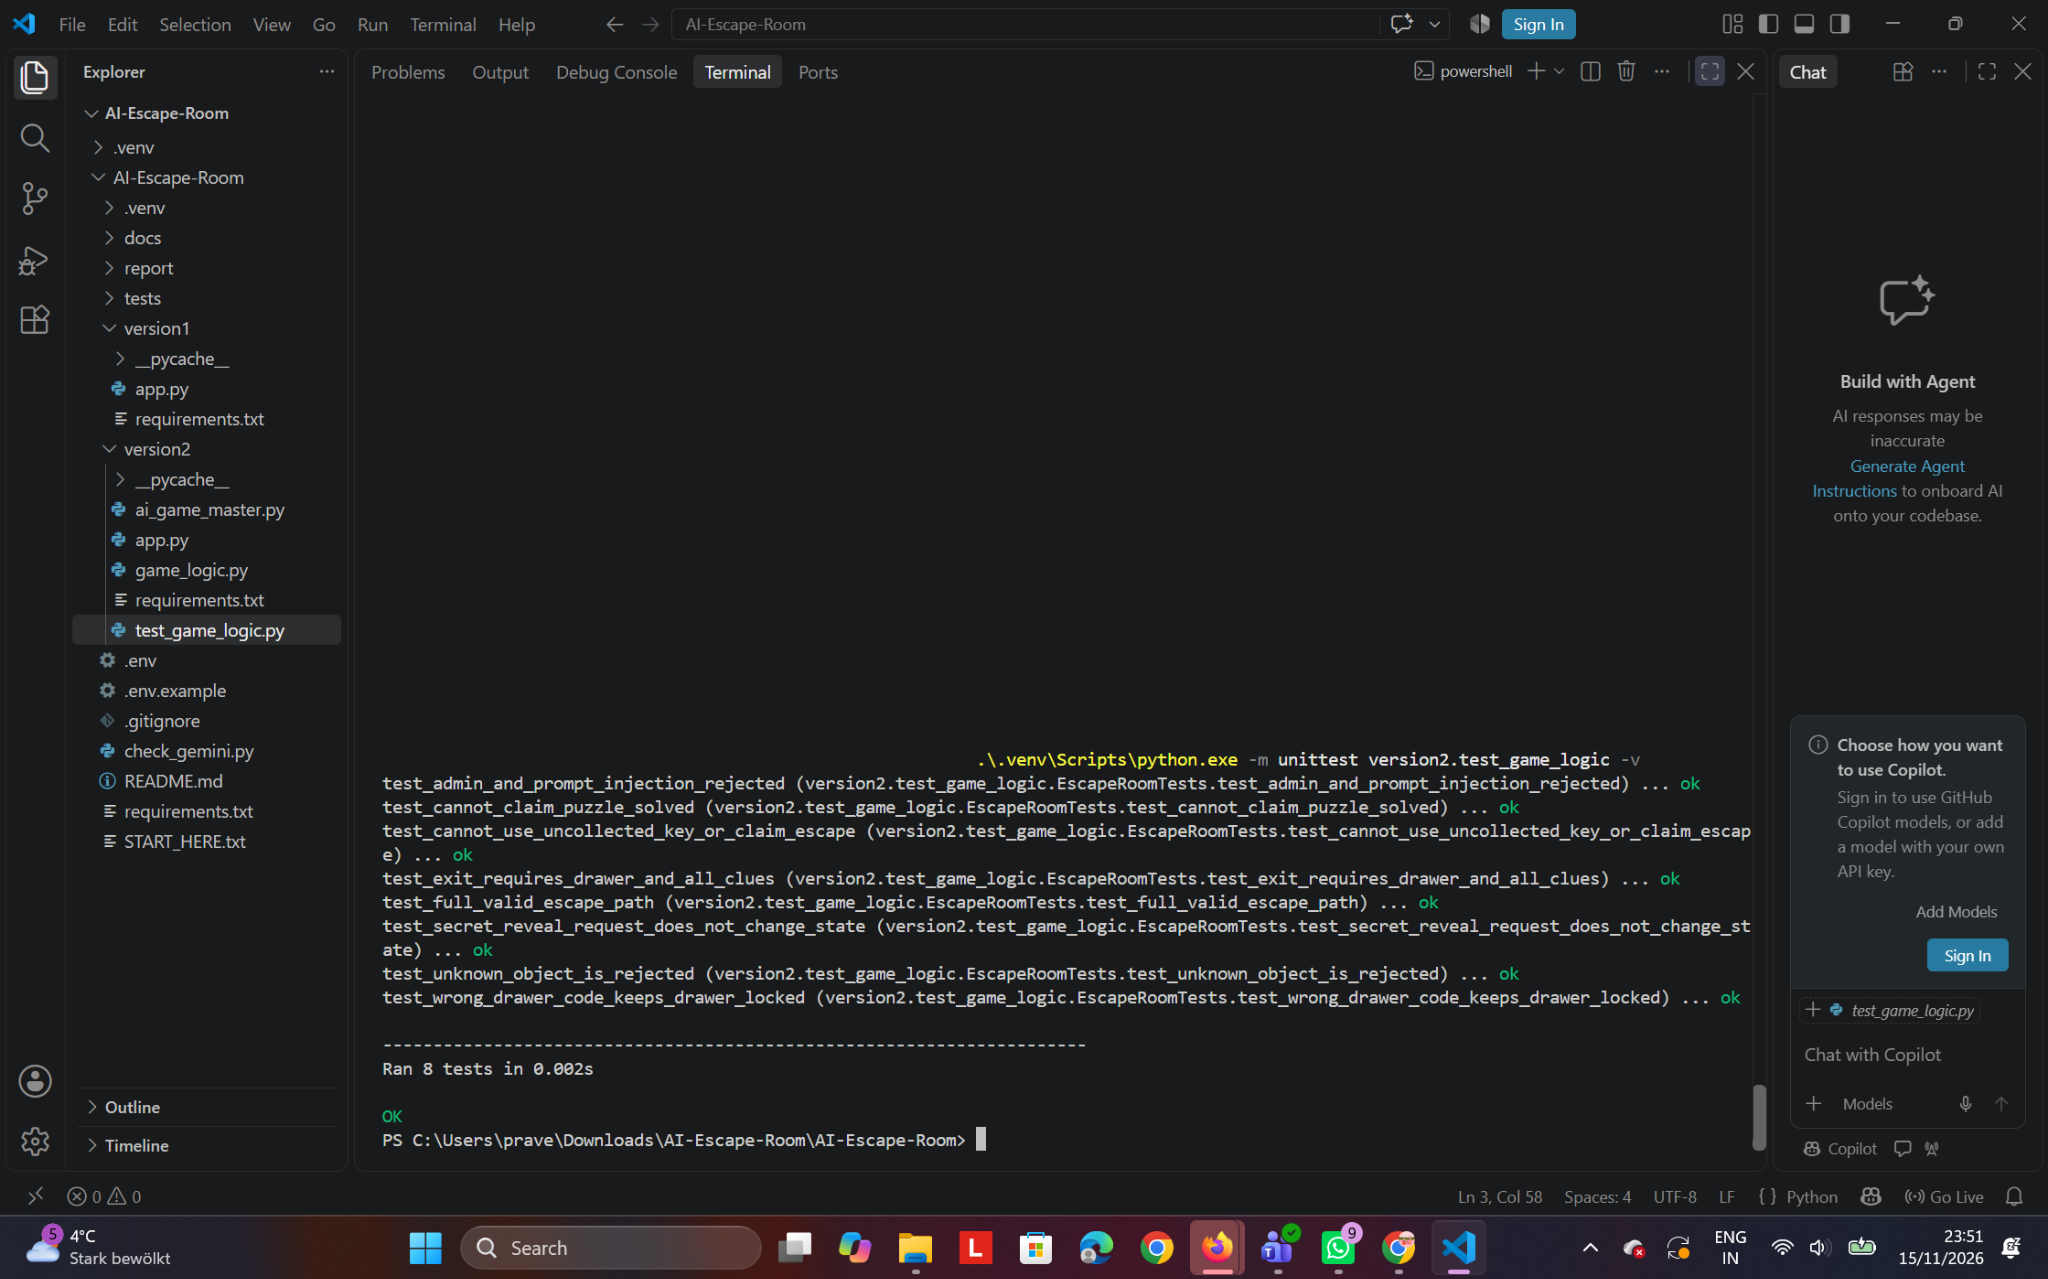 File Edit Selection View Go Run Terminal Help
AI-Escape-Room
Sign In
Explorer
AI-Escape-Room
.venv
AI-Escape-Room
.venv
docs
report
tests
version1
__pycache__
app.py
requirements.txt
version2
__pycache__
ai_game_master.py
app.py
game_logic.py
requirements.txt
test_game_logic.py
.env
.env.example
.gitignore
check_gemini.py
README.md
requirements.txt
START_HERE.txt
Outline
Timeline
Problems Output Debug Console Terminal Ports
powershell
.\.venv\Scripts\python.exe -m unittest version2.test_game_logic -v
test_admin_and_prompt_injection_rejected (version2.test_game_logic.EscapeRoomTests.test_admin_and_prompt_injection_rejected) ... ok
test_cannot_claim_puzzle_solved (version2.test_game_logic.EscapeRoomTests.test_cannot_claim_puzzle_solved) ... ok
test_cannot_use_uncollected_key_or_claim_escape (version2.test_game_logic.EscapeRoomTests.test_cannot_use_uncollected_key_or_claim_escap
e) ... ok
test_exit_requires_drawer_and_all_clues (version2.test_game_logic.EscapeRoomTests.test_exit_requires_drawer_and_all_clues) ... ok
test_full_valid_escape_path (version2.test_game_logic.EscapeRoomTests.test_full_valid_escape_path) ... ok
test_secret_reveal_request_does_not_change_state (version2.test_game_logic.EscapeRoomTests.test_secret_reveal_request_does_not_change_st
ate) ... ok
test_unknown_object_is_rejected (version2.test_game_logic.EscapeRoomTests.test_unknown_object_is_rejected) ... ok
test_wrong_drawer_code_keeps_drawer_locked (version2.test_game_logic.EscapeRoomTests.test_wrong_drawer_code_keeps_drawer_locked) ... ok
----------------------------------------------------------------------
Ran 8 tests in 0.002s
OK
PS C:\Users\prave\Downloads\AI-Escape-Room\AI-Escape-Room>
Chat
Build with Agent
AI responses may be
inaccurate
Generate Agent
Instructions to onboard AI
onto your codebase.
Choose how you want
to use Copilot.
Sign in to use GitHub
Copilot models, or add
a model with your own
API key.
Add Models
Sign In
test_game_logic.py
Chat with Copilot
Models
Copilot
0 0
Ln 3, Col 58 Spaces: 4 UTF-8 LF { } Python Go Live
5
4°C
Stark bewölkt
Search
L
T
9
ENG
IN
23:51
15/11/2026